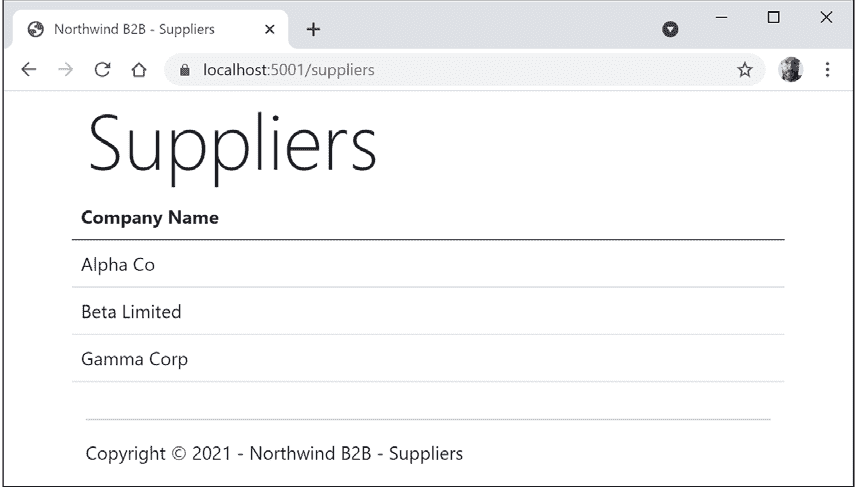 Northwind B2B - Suppliers
localhost:5001/suppliers
Suppliers
Company Name
Alpha Co
Beta Limited
Gamma Corp
Copyright © 2021 - Northwind B2B - Suppliers